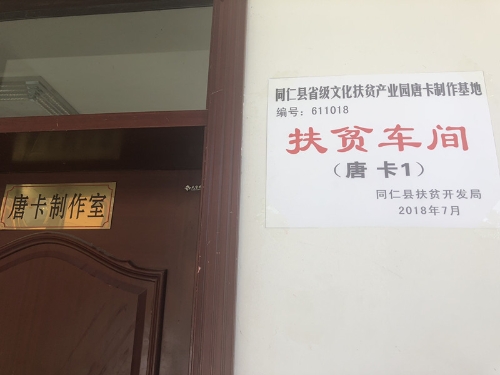 同仁县省级文化扶贫产业园唐卡制作基地
编号：611018
扶贫车间
（唐 卡1）
同仁县扶贫开发局
2018年7月
唐卡制作室